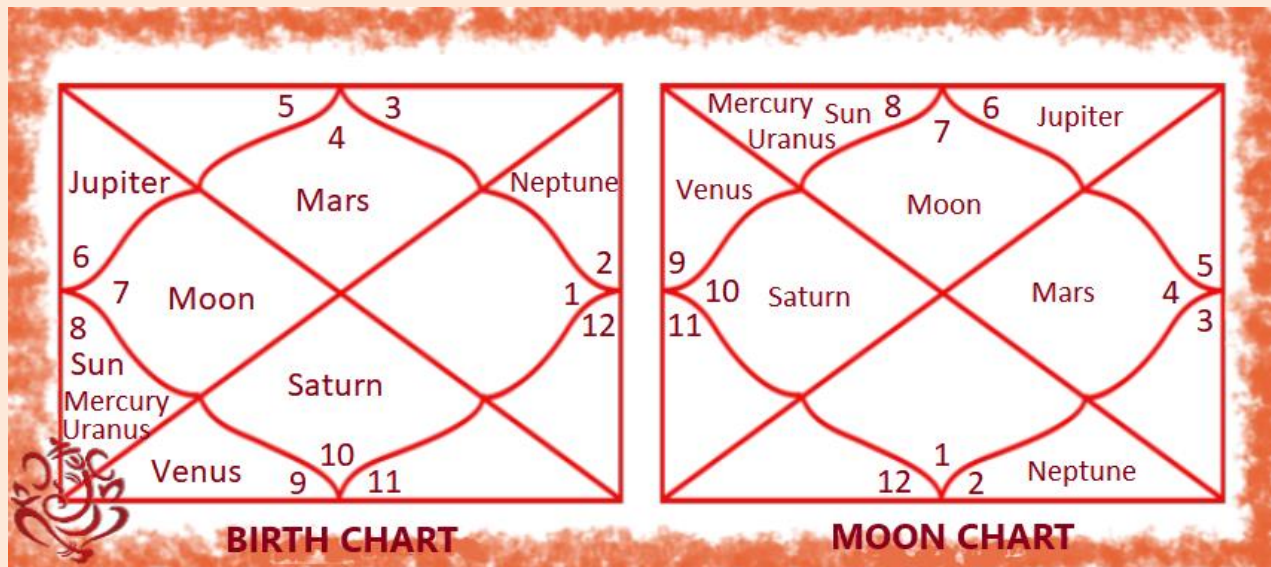 5 3
4
Jupiter Mars Neptune
6 2
7 Moon 1
8 12
Sun
Mercury Saturn
Uranus
Venus 10
9 11
BIRTH CHART
Mercury Sun 8 6 Jupiter
Uranus 7
Venus Moon
9 5
10 Saturn Mars 4
11 3
1
12 2 Neptune
MOON CHART